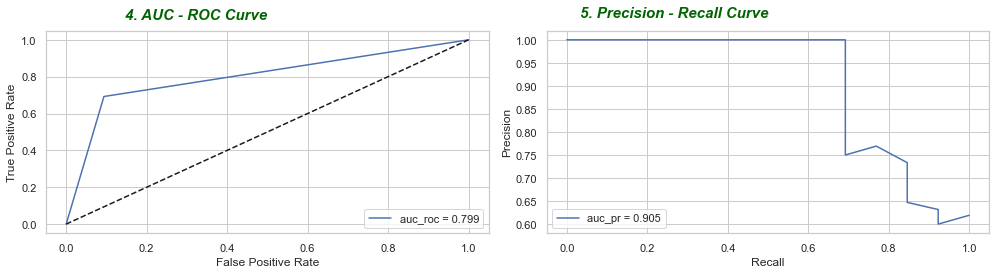 4. AUC - ROC Curve
1.0
0.8
0.6
0.4
0.2
0.0
True Positive Rate
0.0 0.2 0.4 0.6 0.8 1.0
False Positive Rate
auc_roc = 0.799
5. Precision - Recall Curve
1.00
0.95
0.90
0.85
0.80
0.75
0.70
0.65
0.60
Precision
0.0 0.2 0.4 0.6 0.8 1.0
Recall
auc_pr = 0.905